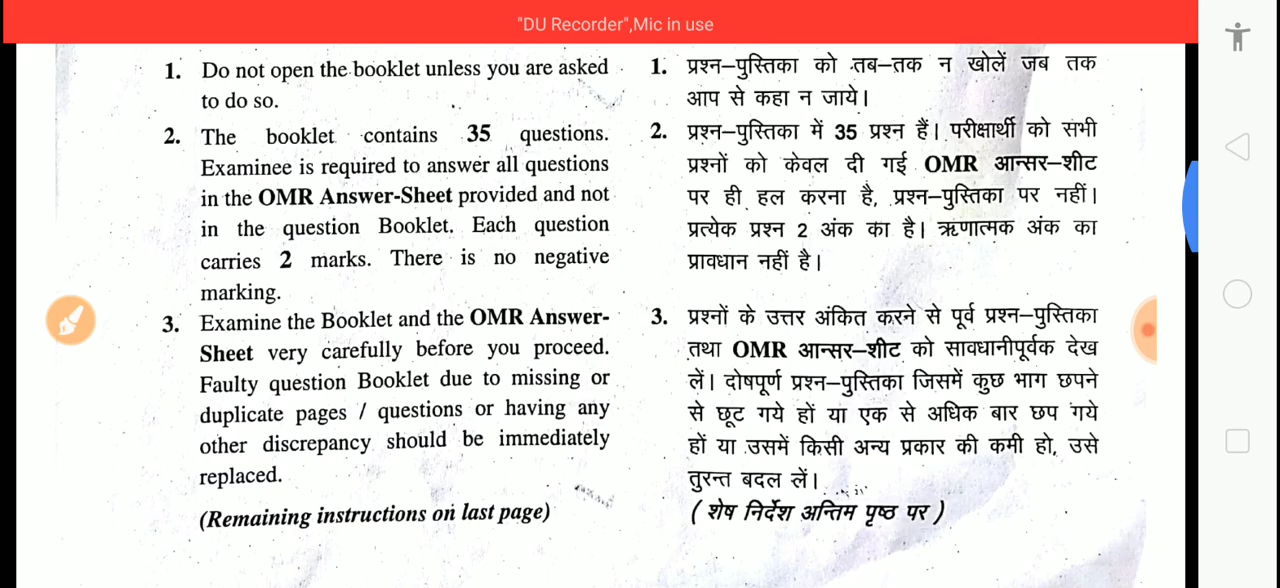 "DU Recorder",Mic in use
1. Do not open the booklet unless you are asked
to do so.
2. The booklet contains 35 questions.
Examinee is required to answer all questions
in the OMR Answer-Sheet provided and not
in the question Booklet. Each question
carries 2 marks. There is no negative
marking.
3. Examine the Booklet and the OMR Answer-
Sheet very carefully before you proceed.
Faulty question Booklet due to missing or
duplicate pages / questions or having any
other discrepancy should be immediately
replaced.
(Remaining instructions on last page)
1. प्रश्न–पुस्तिका को तब–तक न खोलें जब तक
आप से कहा न जाये।
2. प्रश्न–पुस्तिका में 35 प्रश्न हैं। परीक्षार्थी को सभी
प्रश्नों को केवल दी गई OMR आन्सर–शीट
पर ही हल करना है, प्रश्न–पुस्तिका पर नहीं।
प्रत्येक प्रश्न 2 अंक का है। ऋणात्मक अंक का
प्रावधान नहीं है।
3. प्रश्नों के उत्तर अंकित करने से पूर्व प्रश्न–पुस्तिका
तथा OMR आन्सर–शीट को सावधानीपूर्वक देख
लें। दोषपूर्ण प्रश्न–पुस्तिका जिसमें कुछ भाग छपने
से छूट गये हों या एक से अधिक बार छप गये
हों या उसमें किसी अन्य प्रकार की कमी हो, उसे
तुरन्त बदल लें।
( शेष निर्देश अन्तिम पृष्ठ पर )